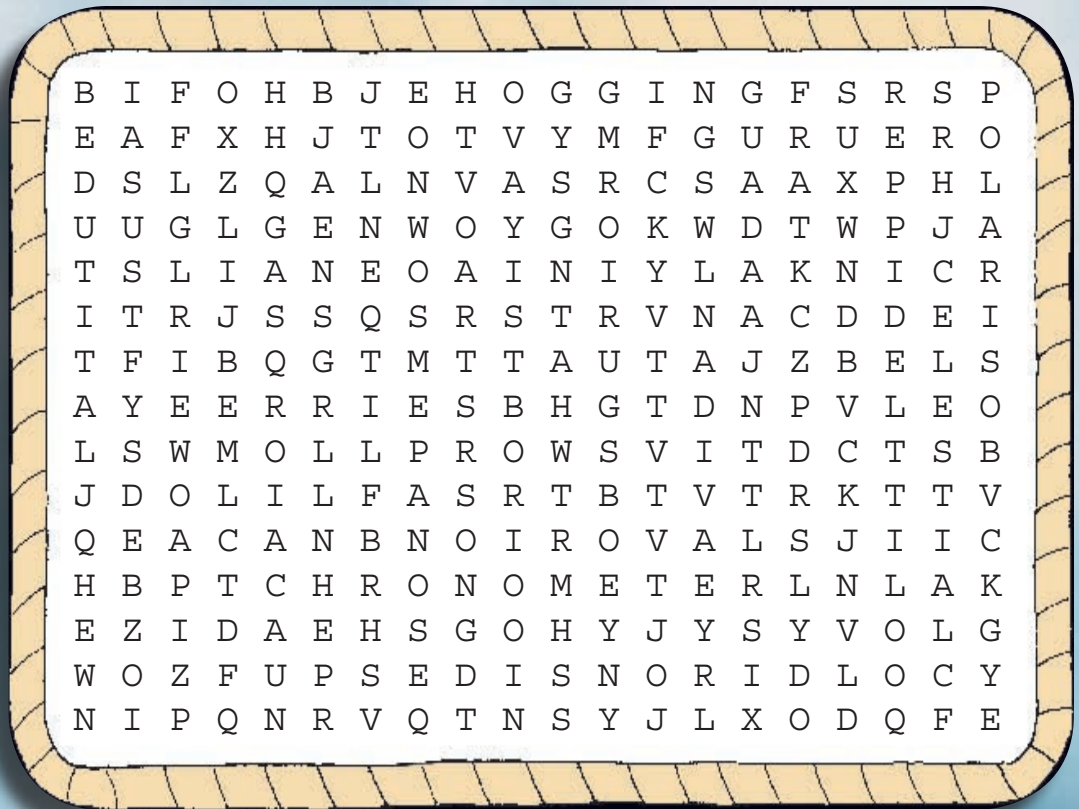 B I F O H B J E H O G G I N G F S R S P
E A F X H J T O T V Y M F G U R U E R O
D S L Z Q A L N V A S R C S A A X P H L
U U G L G E N W O Y G O K W D T W P J A
T S L I A N E O A I N I Y L A K N I C R
I T R J S S Q S R S T R V N A C D D E I
T F I B Q G T M T T A U T A J Z B E L S
A Y E E R R I E S B H G T D N P V L E O
L S W M O L L P R O W S V I T D C T S B
J D O L I L F A S R T B T V T R K T T V
Q E A C A N B N O I R O V A L S J I I C
H B P T C H R O N O M E T E R L N L A K
E Z I D A E H S G O H Y J Y S Y V O L G
W O Z F U P S E D I S N O R I D L O C Y
N I P Q N R V Q T N S Y J L X O D Q F E